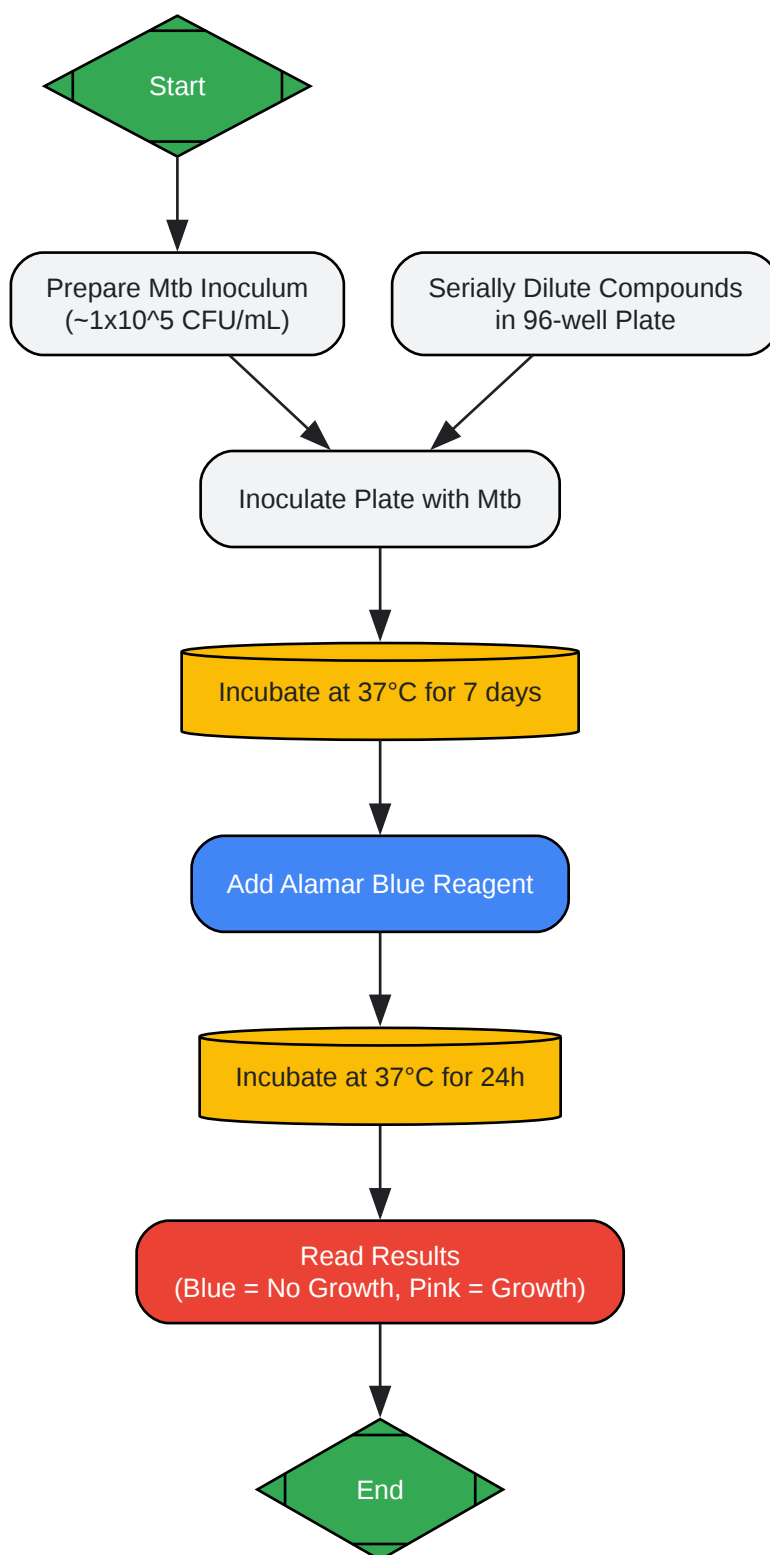 Start
Prepare Mtb Inoculum
(~1x10^5 CFU/mL)
Serially Dilute Compounds
in 96-well Plate
Inoculate Plate with Mtb
Incubate at 37°C for 7 days
Add Alamar Blue Reagent
Incubate at 37°C for 24h
Read Results
(Blue = No Growth, Pink = Growth)
End